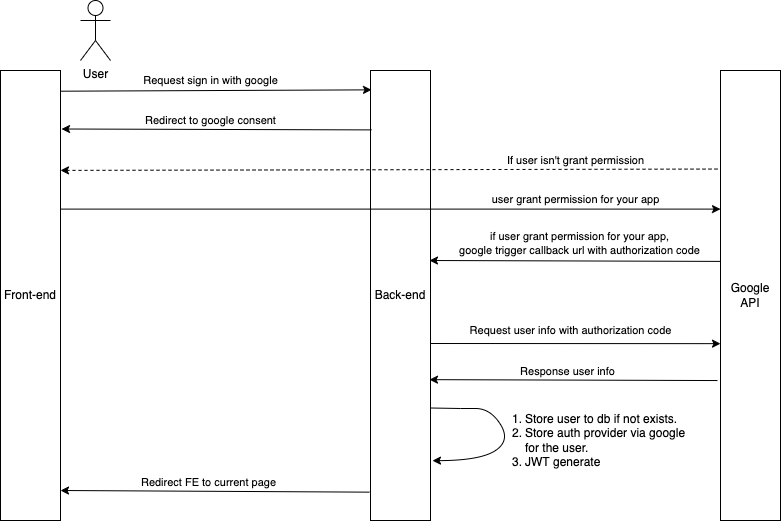 User
Request sign in with google
Redirect to google consent
If user isn't grant permission
user grant permission for your app
if user grant permission for your app,
google trigger callback url with authorization code
Front-end
Back-end
Google
API
Request user info with authorization code
Response user info
1. Store user to db if not exists.
2. Store auth provider via google
for the user.
3. JWT generate
Redirect FE to current page